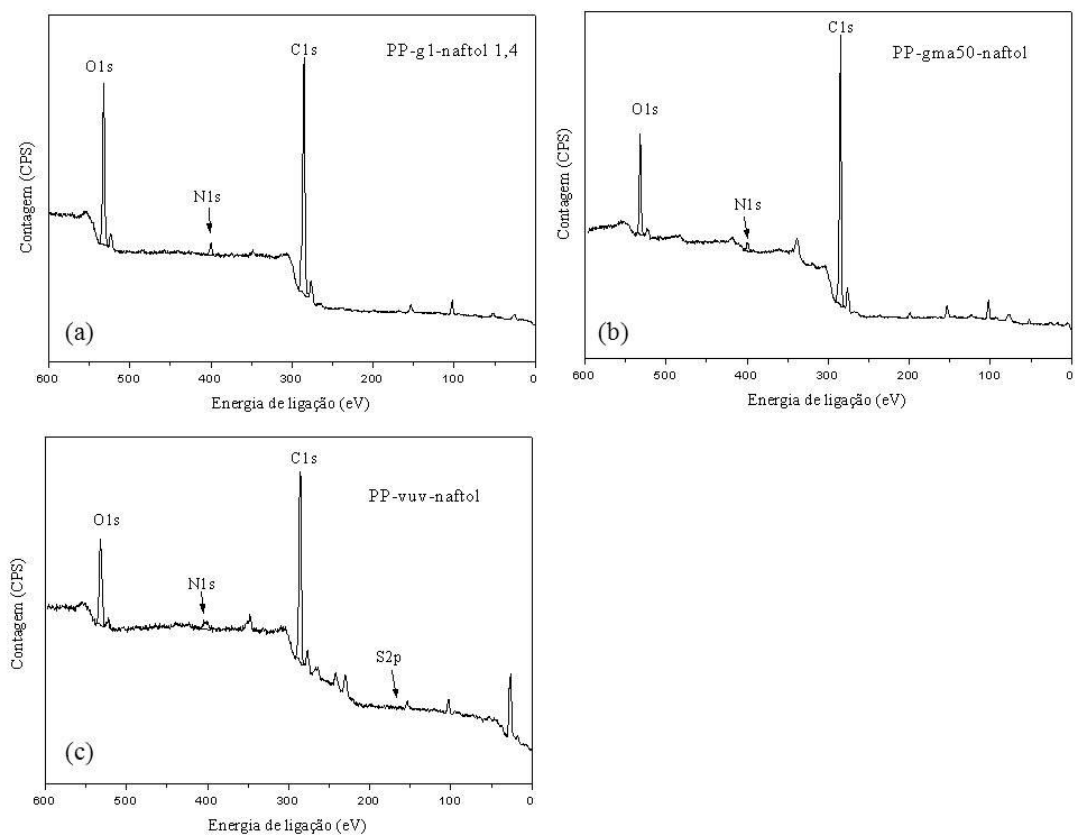 C1s
PP-g1-naftol 1,4
O1s
N1s
Contagem (CPS)
(a)
600 500 400 300 200 100 0
Energia de ligação (eV)
C1s
PP-gma50-naftol
O1s
N1s
Contagem (CPS)
(b)
600 500 400 300 200 100 0
Energia de ligação (eV)
C1s
PP-vuv-naftol
O1s
N1s
S2p
Contagem (CPS)
(c)
600 500 400 300 200 100 0
Energia de ligação (eV)